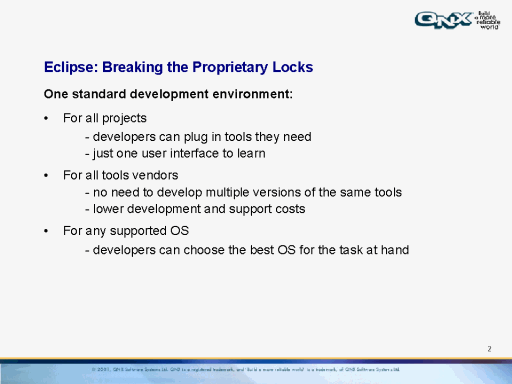 QNX
Build
a more
reliable
world
Eclipse: Breaking the Proprietary Locks
One standard development environment:
• For all projects
- developers can plug in tools they need
- just one user interface to learn
• For all tools vendors
- no need to develop multiple versions of the same tools
- lower development and support costs
• For any supported OS
- developers can choose the best OS for the task at hand
2
QNX Software Systems Ltd. QNX is a registered trademark, and 'Build a more reliable world' is a trademark, of QNX Software Systems Ltd.